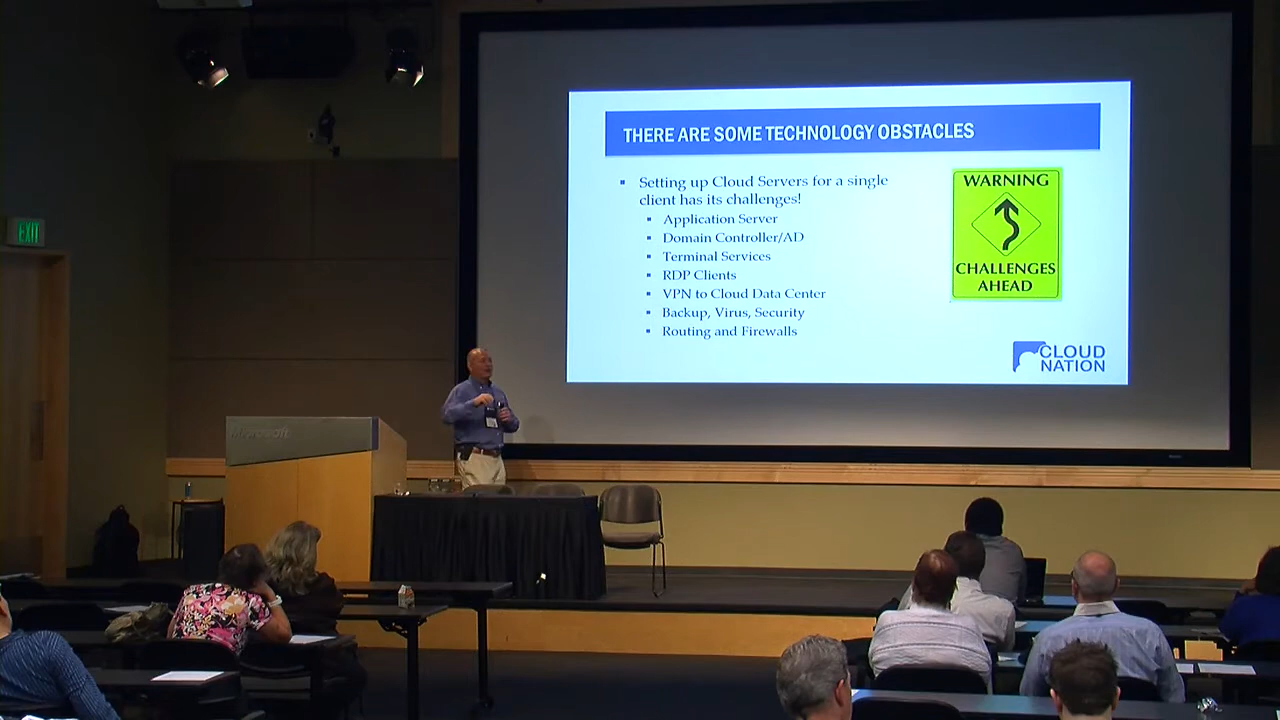 EXIT
THERE ARE SOME TECHNOLOGY OBSTACLES
Setting up Cloud Servers for a single
client has its challenges!
Application Server
Domain Controller/AD
Terminal Services
RDP Clients
VPN to Cloud Data Center
Backup, Virus, Security
Routing and Firewalls
WARNING
CHALLENGES
AHEAD
CLOUD
NATION
Microsoft